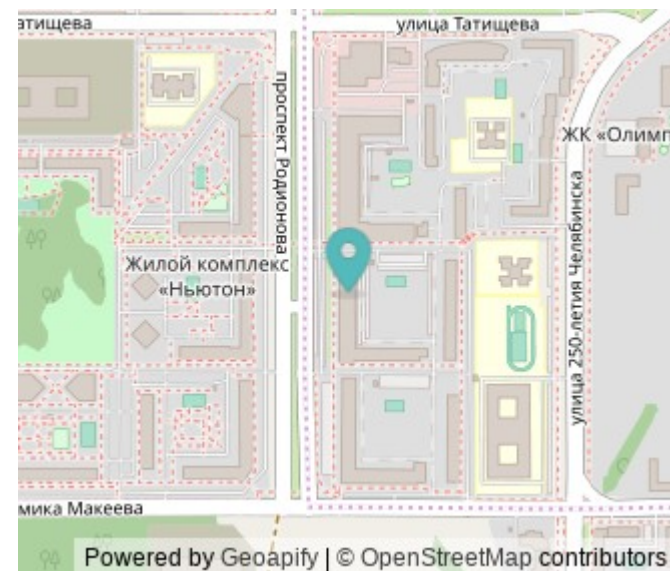 атищева
улица Татищева
проспект Родионова
ЖК «Олимп
Жилой комплекс
«Ньютон»
улица 250-летия Челябинска
мика Макеева
Powered by Geoapify | © OpenStreetMap contributors